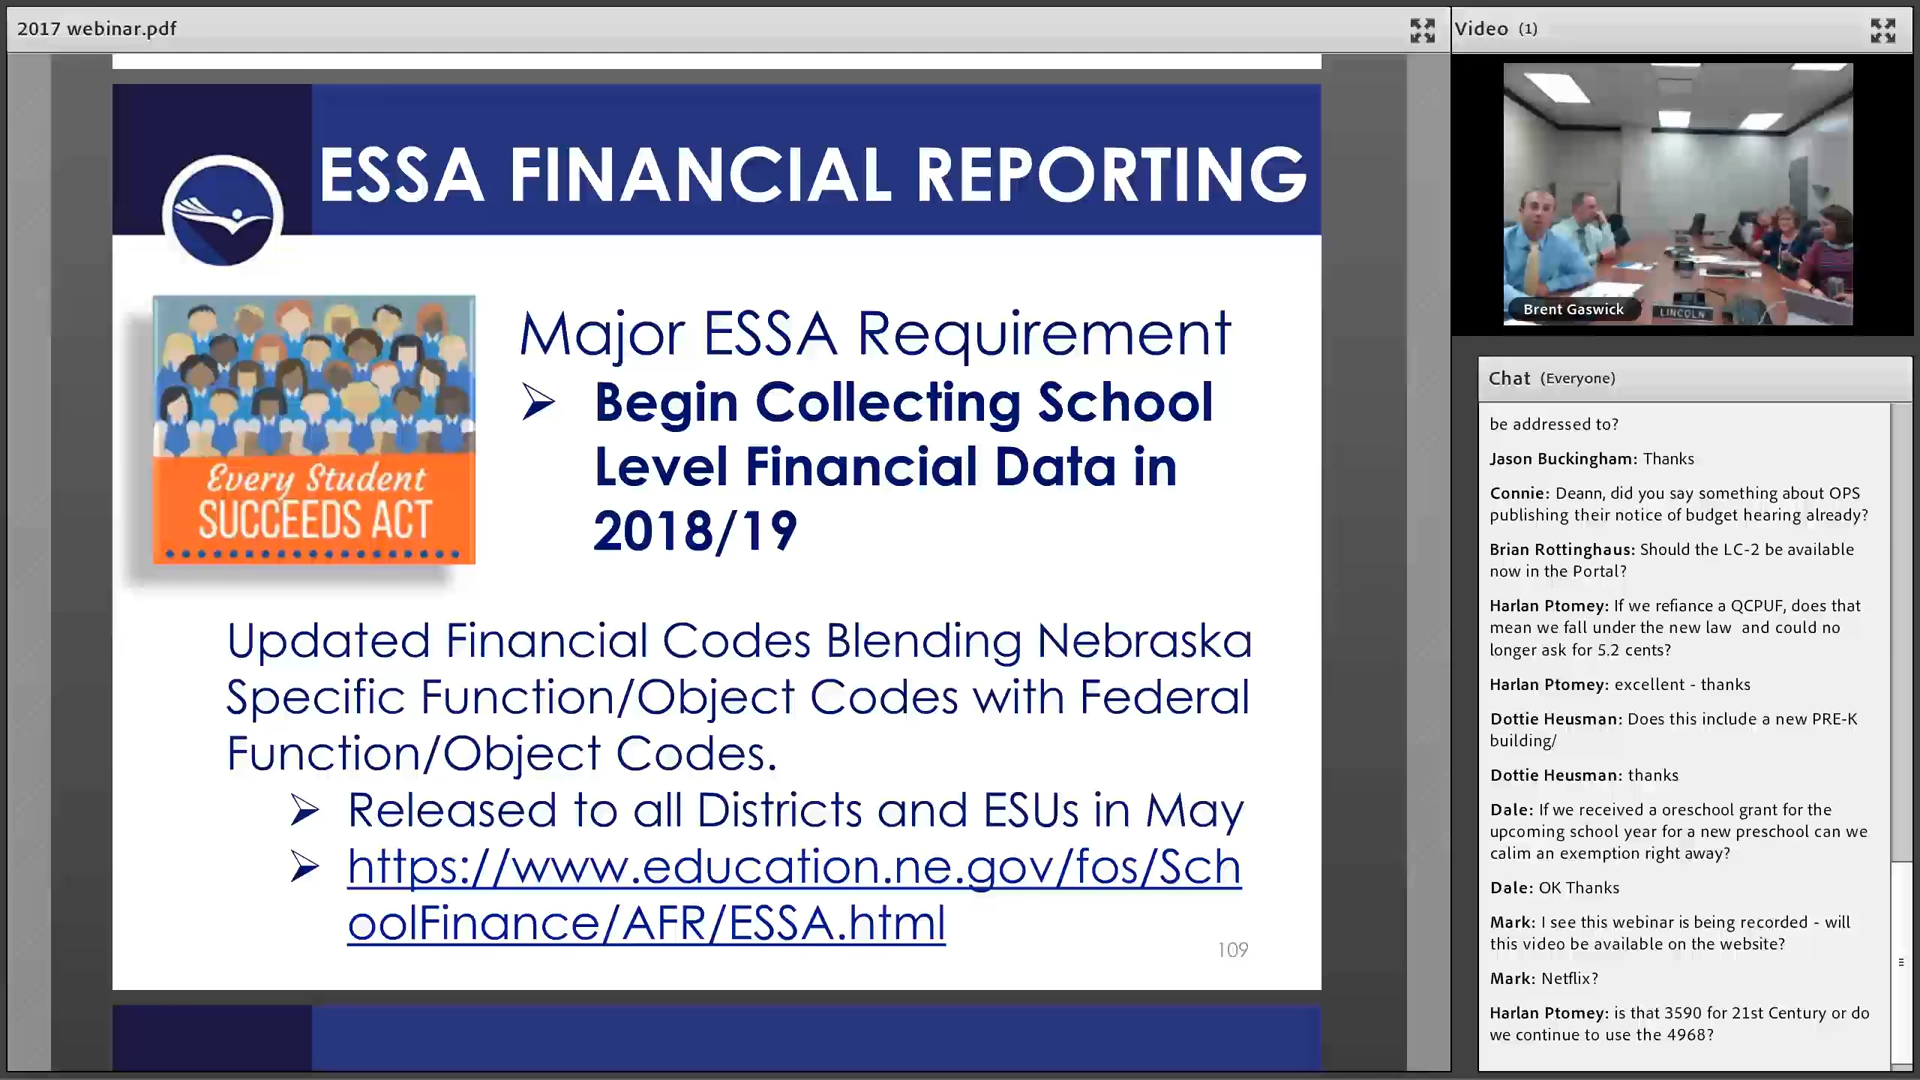 2017 webinar.pdf
ESSA FINANCIAL REPORTING
Every Student
SUCCEEDS ACT
Major ESSA Requirement
➢ Begin Collecting School
Level Financial Data in
2018/19
Updated Financial Codes Blending Nebraska
Specific Function/Object Codes with Federal
Function/Object Codes.
➢ Released to all Districts and ESUs in May
➢ https://www.education.ne.gov/fos/Sch
oolFinance/AFR/ESSA.html
109
Video (1)
Brent Gaswick
LINCOLN
Chat (Everyone)
be addressed to?
Jason Buckingham: Thanks
Connie: Deann, did you say something about OPS
publishing their notice of budget hearing already?
Brian Rottinghaus: Should the LC-2 be available
now in the Portal?
Harlan Ptomey: If we refiance a QCPUF, does that
mean we fall under the new law and could no
longer ask for 5.2 cents?
Harlan Ptomey: excellent - thanks
Dottie Heusman: Does this include a new PRE-K
building/
Dottie Heusman: thanks
Dale: If we received a oreschool grant for the
upcoming school year for a new preschool can we
calim an exemption right away?
Dale: OK Thanks
Mark: I see this webinar is being recorded - will
this video be available on the website?
Mark: Netflix?
Harlan Ptomey: is that 3590 for 21st Century or do
we continue to use the 4968?